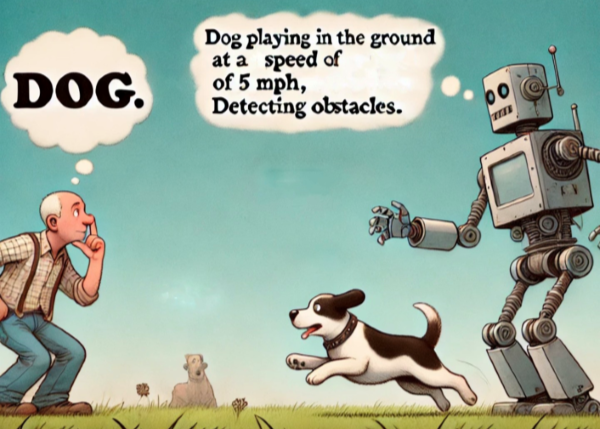 DOG.
Dog playing in the ground
at a speed of
of 5 mph,
Detecting obstacles.